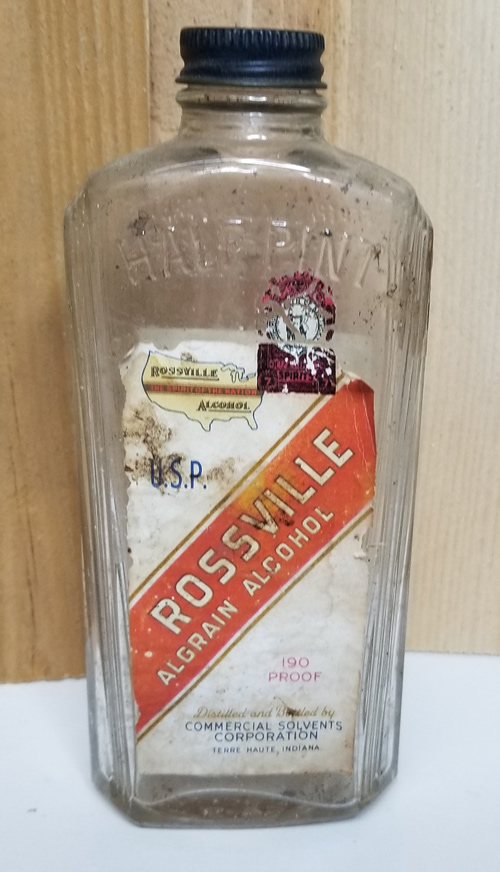 HALF PINT
SPIRITS
ROSSVILLE
THE SPIRIT OF THE NATION
ALCOHOL
U.S.P.
ROSSVILLE
ALGRAIN ALCOHOL
190
PROOF
Distilled and Bottled by
COMMERCIAL SOLVENTS
CORPORATION
TERRE HAUTE, INDIANA